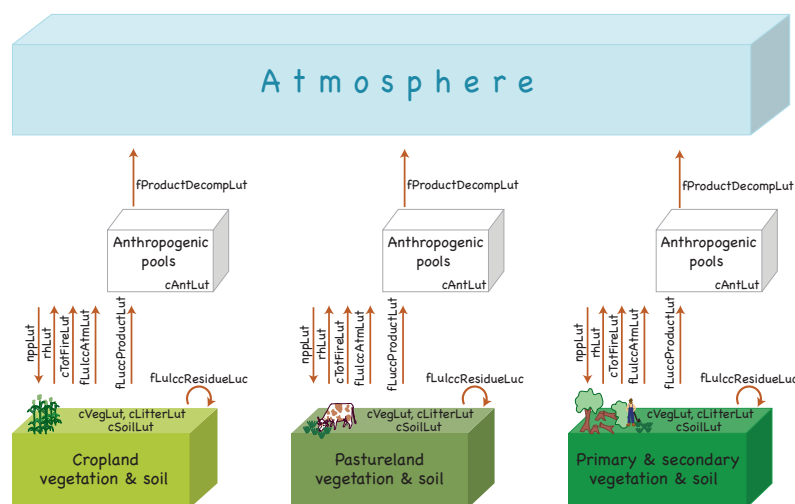 Atmosphere
fProductDecompLut
fProductDecompLut
fProductDecompLut
Anthropogenic
pools
cAntLut
Anthropogenic
pools
cAntLut
Anthropogenic
pools
cAntLut
nppLut
rhLut
cTotFireLut
fLulccAtmLut
fLuccProductLut
nppLut
rhLut
cTotFireLut
fLulccAtmLut
fLuccProductLut
nppLut
rhLut
cTotFireLut
fLulccAtmLut
fLuccProductLut
fLulccResidueLuc
fLulccResidueLuc
fLulccResidueLuc
cVegLut, cLitterLut
cSoilLut
cVegLut, cLitterLut
cSoilLut
cVegLut, cLitterLut
cSoilLut
Cropland
vegetation & soil
Pastureland
vegetation & soil
Primary & secondary
vegetation & soil